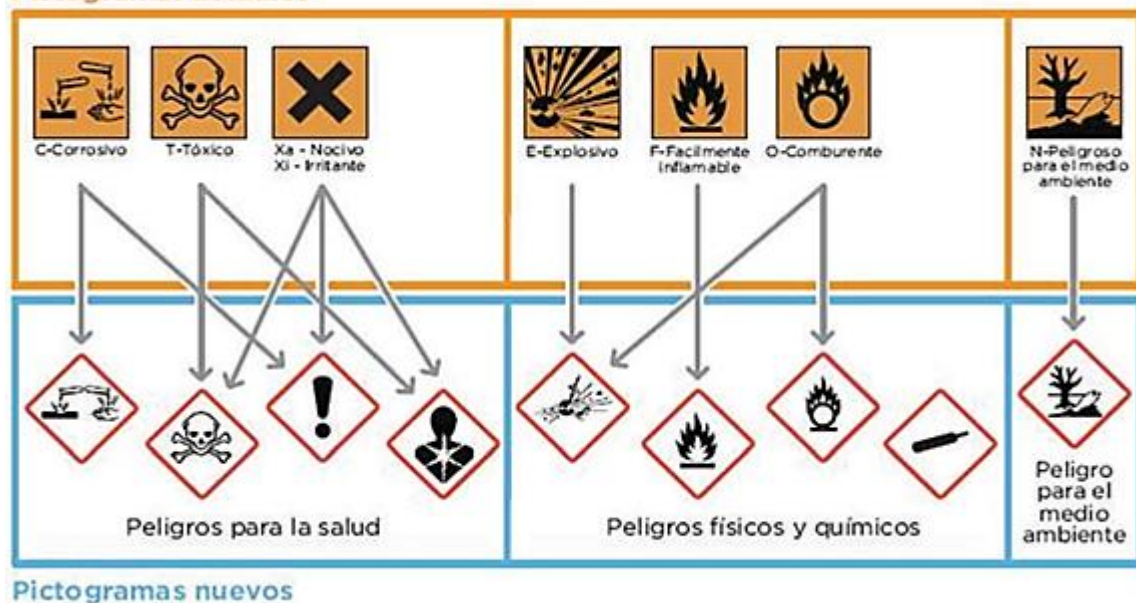 C-Corrosivo
T-Tóxico
Xa - Nocivo
Xi - Irritante
E-Explosivo
F-Facilmente
inflamable
O-Comburente
N-Peligroso
para el medio
ambiente
Peligros para la salud
Peligros físicos y químicos
Peligro
para el
medio
ambiente
Pictogramas nuevos